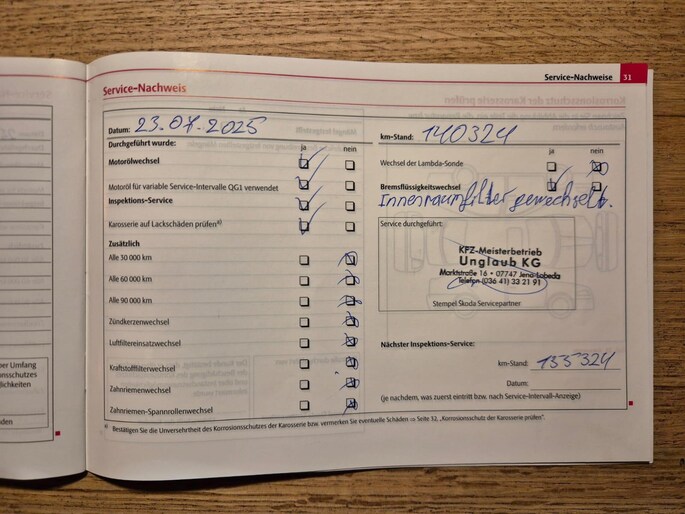 Service-Nachweise 31
Service-Nachweis
Datum: 23.07.2025
km-Stand: 140324
Durchgeführt wurde:
ja nein
Motorölwechsel
Motoröl für variable Service-Intervalle QG1 verwendet
Inspektions-Service
Karosserie auf Lackschäden prüfen a)
Zusätzlich
Alle 30 000 km
Alle 60 000 km
Alle 90 000 km
Zündkerzenwechsel
Luftfiltereinsatzwechsel
Kraftstofffilterwechsel
Zahnriemenwechsel
Zahnriemen-Spannrollenwechsel
ja nein
Wechsel der Lambda-Sonde
Bremsflüssigkeitswechsel
Innenraumfilter gewechselt.
Service durchgeführt:
KFZ-Meisterbetrieb
Unglaub KG
Marktstraße 16 • 07747 Jena-Lobeda
Telefon (036 41) 33 21 91
Stempel Skoda Servicepartner
Nächster Inspektions-Service:
km-Stand: 155324
Datum:
(je nachdem, was zuerst eintritt bzw. nach Service-Intervall-Anzeige)
a) Bestätigen Sie die Unversehrtheit des Korrosionsschutzes der Karosserie bzw. vermerken Sie eventuelle Schäden ⇒ Seite 32, „Korrosionsschutz der Karosserie prüfen".